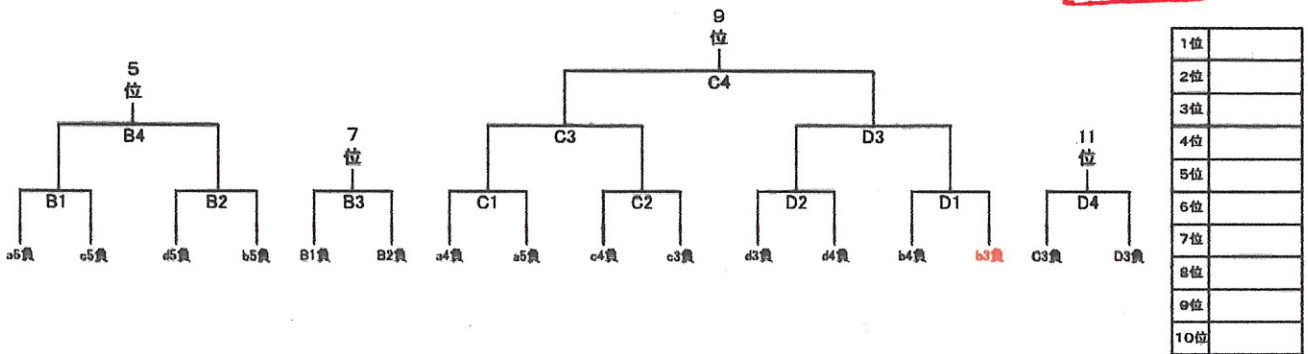 5位
B4
B1
B2
a6負
c5負
d5負
b5負
7位
B3
B1負
B2負
9位
C4
C3
D3
C1
C2
D2
D1
a4負
a5負
c4負
c3負
d3負
d4負
b4負
b3負
11位
D4
C3負
D3負
1位
2位
3位
4位
5位
6位
7位
8位
9位
10位